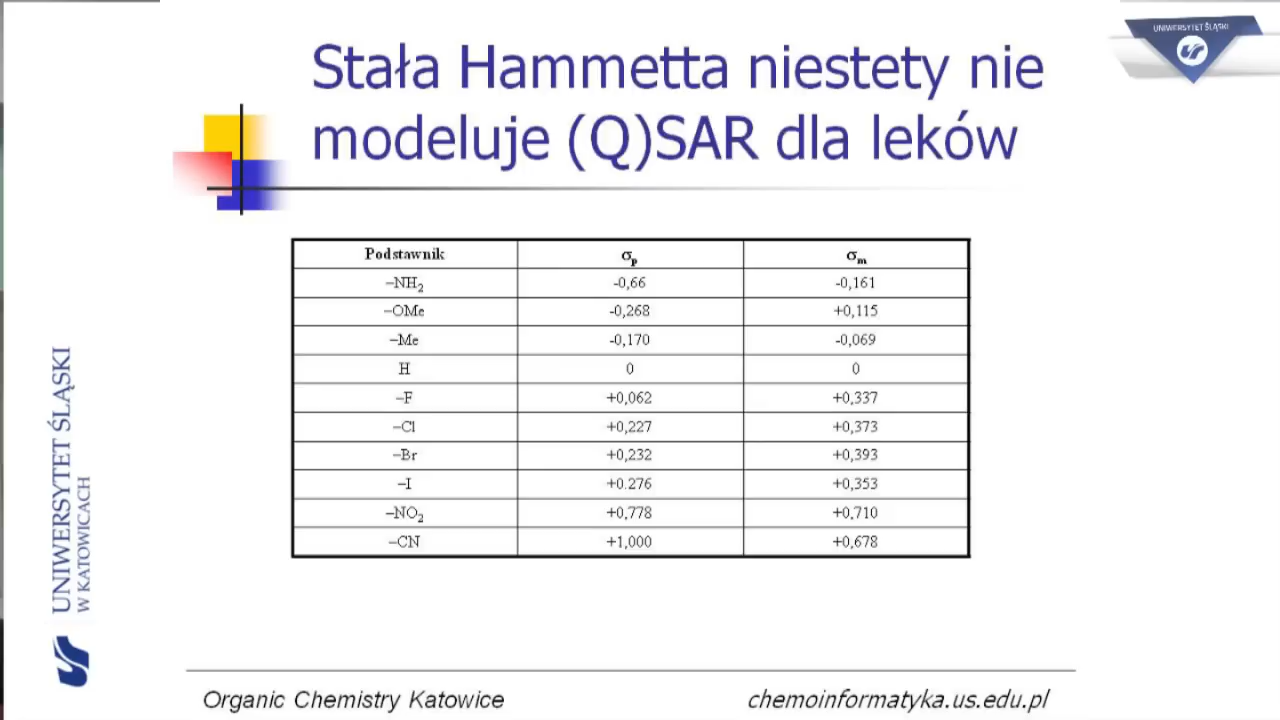 Stała Hammetta niestety nie
modeluje (Q)SAR dla leków
UNIWERSYTET ŚLĄSKI
Podstawnik σp σm
–NH2 -0,66 -0,161
–OMe -0,268 +0,115
–Me -0,170 -0,069
H 0 0
–F +0,062 +0,337
–Cl +0,227 +0,373
–Br +0,232 +0,393
–I +0.276 +0,353
–NO2 +0,778 +0,710
–CN +1,000 +0,678
UNIWERSYTET ŚLĄSKI
W KATOWICACH
Organic Chemistry Katowice
chemoinformatyka.us.edu.pl